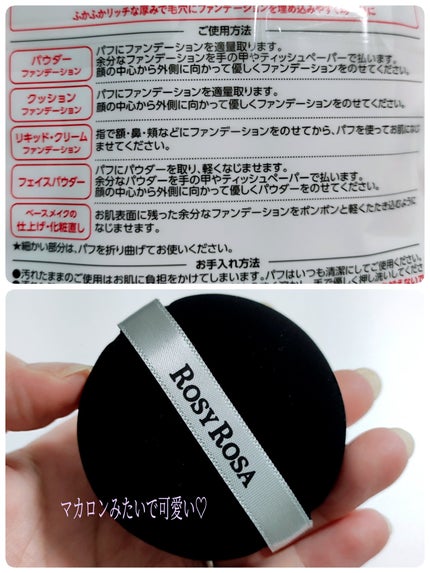 ふかふかリッチな厚みで毛穴にファンデーションを埋め込みやすく
ご使用方法
パウダー
ファンデーション
パフにファンデーションを適量取ります。
余分なファンデーションを手の甲やティッシュペーパーで払います。
顔の中心から外側に向かって優しくファンデーションをのせてください。
クッション
ファンデーション
パフにファンデーションを適量取ります。
顔の中心から外側に向かって優しくファンデーションをのせてください。
リキッド・クリーム
ファンデーション
指で額・鼻・頬などにファンデーションをのせてから、パフを使ってお肌になじ
ませてください。
フェイスパウダー
パフにパウダーを取り、軽くなじませます。
余分なパウダーを手の甲やティッシュペーパーで払います。
顔の中心から外側に向かって優しくパウダーをのせてください。
ベースメイクの
仕上げ・化粧直し
お肌表面に残った余分なファンデーションをポンポンと軽くたたき込むように
なじませます。
★細かい部分は、パフを折り曲げてお使いください。
お手入れ方法
●汚れたままのご使用はお肌に負担をかけてしまいます。パフはいつも清潔にしてご使用ください。
手で優しく押し洗いしてくださ
ROSY ROSA
マカロンみたいで可愛い♡